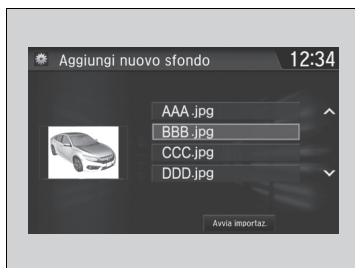 Aggiungi nuovo sfondo 12:34
AAA.jpg
BBB.jpg
CCC.jpg
DDD.jpg
Avvia importaz.